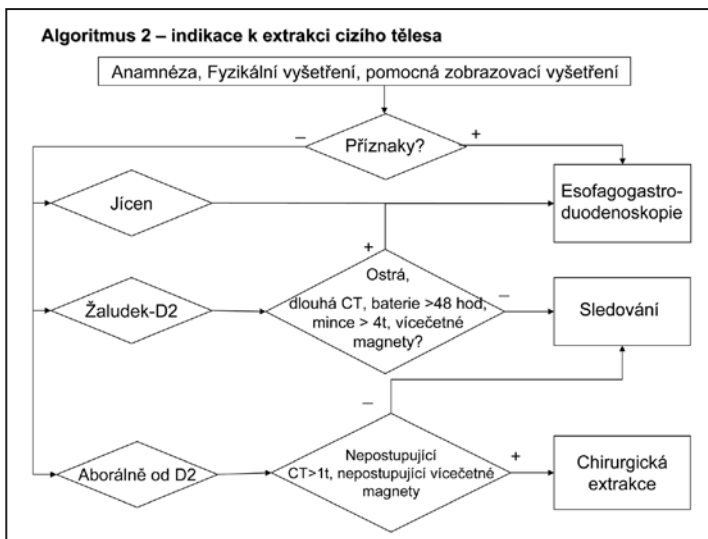 Algoritmus 2 – indikace k extrakci cizího tělesa
Anamnéza, Fyzikální vyšetření, pomocná zobrazovací vyšetření
–
+
Příznaky?
Jícen
Esofagogastro-
duodenoskopie
+
Ostrá,
dlouhá CT, baterie >48 hod,
mince > 4t, vícečetné
magnety?
–
Žaludek-D2
Sledování
–
Nepostupující
CT>1t, nepostupující vícečetné
magnety
+
Aborálně od D2
Chirurgická
extrakce